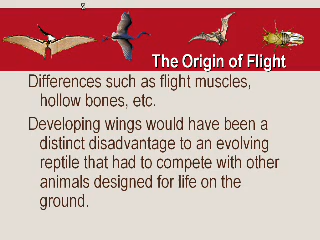 The Origin of Flight
Differences such as flight muscles,
hollow bones, etc.
Developing wings would have been a
distinct disadvantage to an evolving
reptile that had to compete with other
animals designed for life on the
ground.